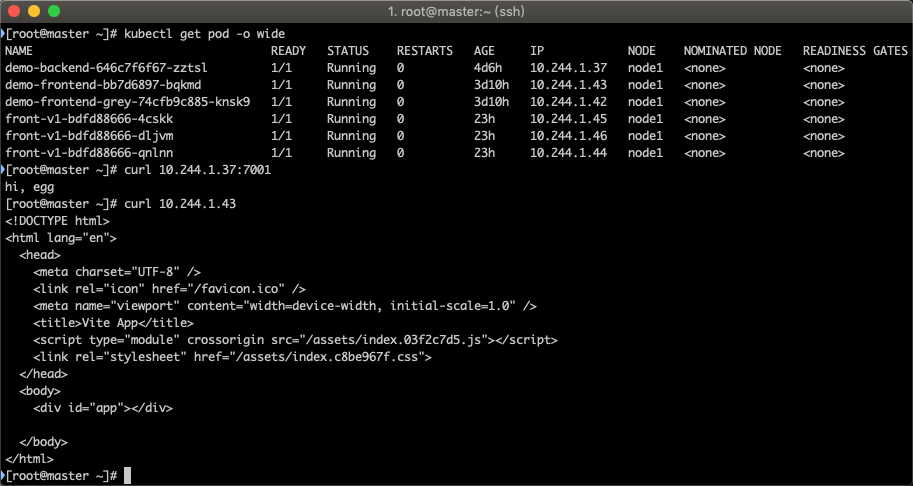 1. root@master:~ (ssh)
[root@master ~]# kubectl get pod -o wide
NAME                                  READY   STATUS    RESTARTS   AGE     IP            NODE    NOMINATED NODE   READINESS GATES
demo-backend-646c7f6f67-zztsl         1/1     Running   0          4d6h    10.244.1.37   node1   <none>           <none>
demo-frontend-bb7d6897-bqkmd          1/1     Running   0          3d10h   10.244.1.43   node1   <none>           <none>
demo-frontend-grey-74cfb9c885-knsk9   1/1     Running   0          3d10h   10.244.1.42   node1   <none>           <none>
front-v1-bdfd88666-4cskk              1/1     Running   0          23h     10.244.1.45   node1   <none>           <none>
front-v1-bdfd88666-dljvm              1/1     Running   0          23h     10.244.1.46   node1   <none>           <none>
front-v1-bdfd88666-qnlnn              1/1     Running   0          23h     10.244.1.44   node1   <none>           <none>
[root@master ~]# curl 10.244.1.37:7001
hi, egg
[root@master ~]# curl 10.244.1.43
<!DOCTYPE html>
<html lang="en">
  <head>
    <meta charset="UTF-8" />
    <link rel="icon" href="/favicon.ico" />
    <meta name="viewport" content="width=device-width, initial-scale=1.0" />
    <title>Vite App</title>
    <script type="module" crossorigin src="/assets/index.03f2c7d5.js"></script>
    <link rel="stylesheet" href="/assets/index.c8be967f.css">
  </head>
  <body>
    <div id="app"></div>
  </body>
</html>
[root@master ~]#